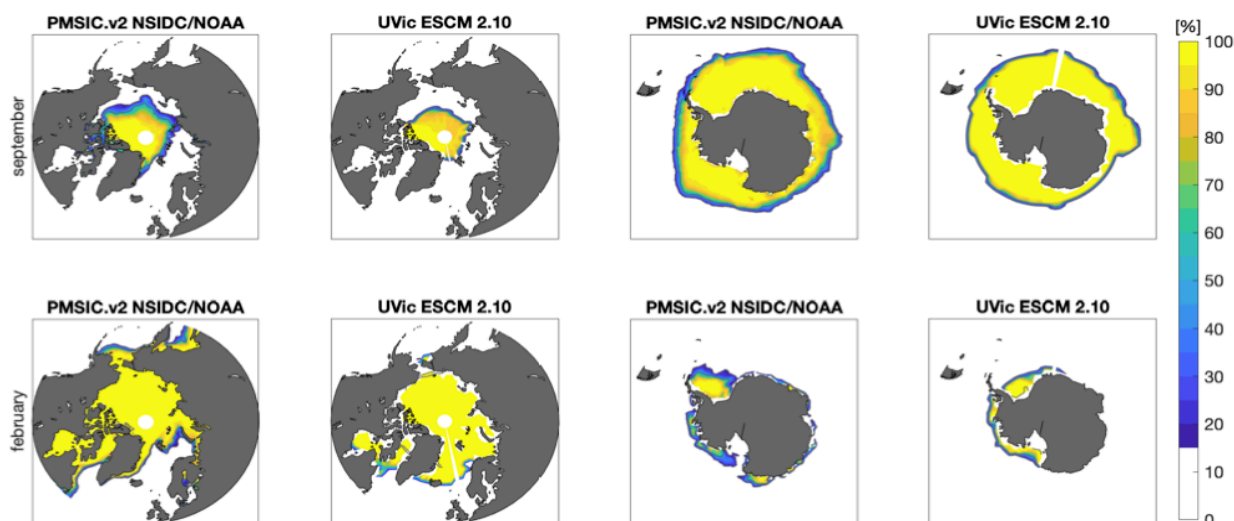 PMSIC.v2 NSIDC/NOAA
UVic ESCM 2.10
PMSIC.v2 NSIDC/NOAA
UVic ESCM 2.10
[%]
september
100
90
80
70
60
50
40
30
20
10
0
PMSIC.v2 NSIDC/NOAA
UVic ESCM 2.10
PMSIC.v2 NSIDC/NOAA
UVic ESCM 2.10
february